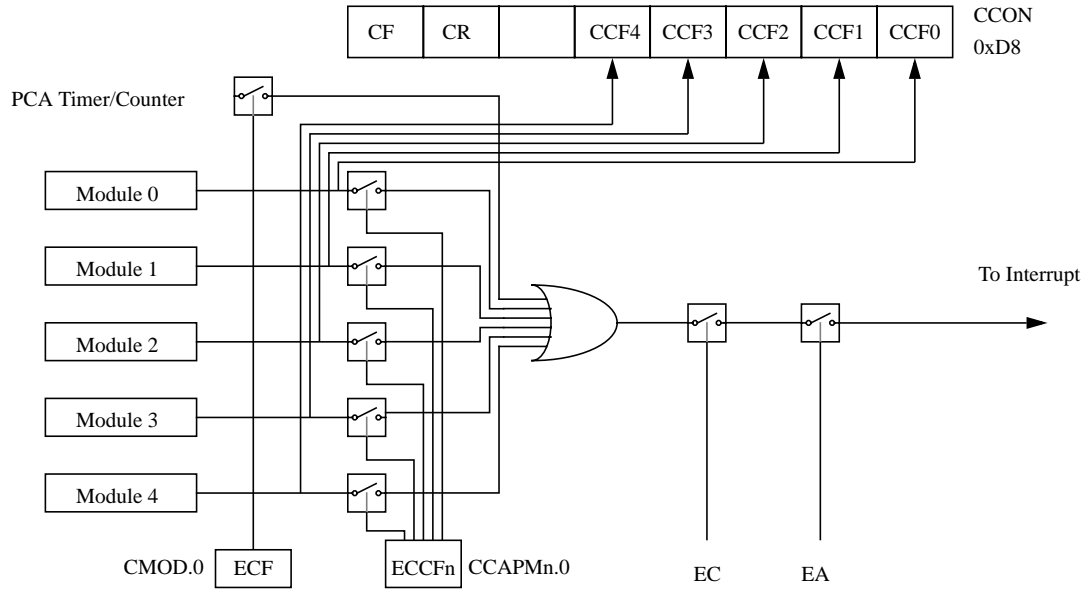 CF CR CCF4 CCF3 CCF2 CCF1 CCF0 CCON
0xD8
PCA Timer/Counter
Module 0
Module 1
To Interrupt
Module 2
Module 3
Module 4
CMOD.0 ECF ECCFn CCAPMn.0 EC EA